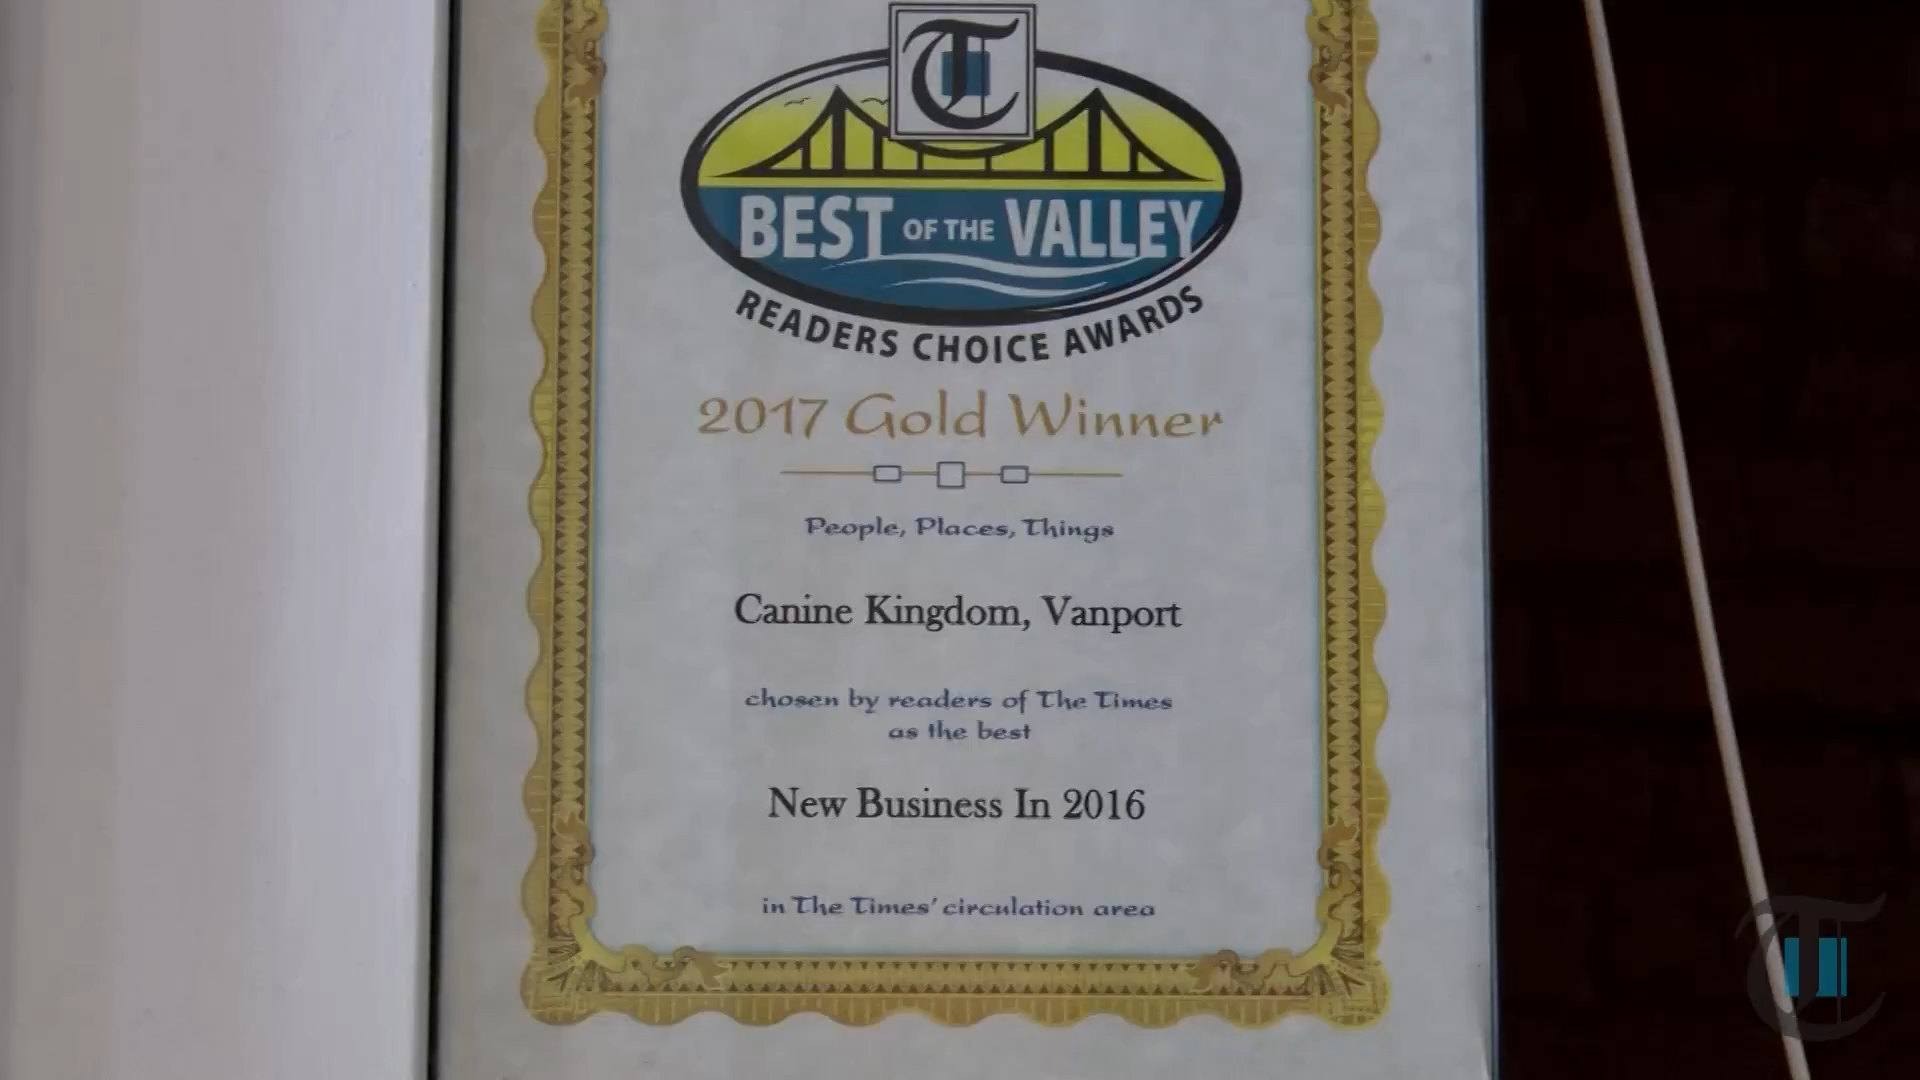 T
BEST OF THE VALLEY
READERS CHOICE AWARDS
2017 Gold Winner
People, Places, Things
Canine Kingdom, Vanport
chosen by readers of The Times
as the best
New Business In 2016
in The Times' circulation area
T